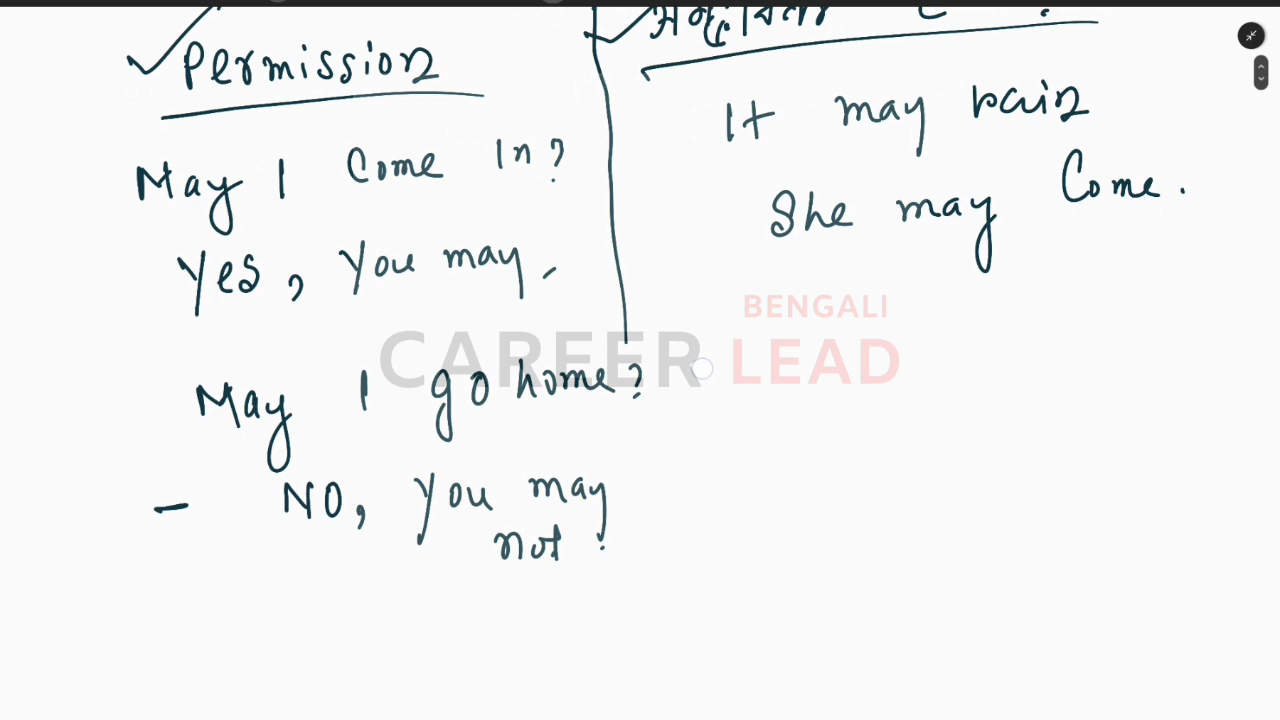 Permission
May I Come In?
Yes, You may.
May I go home?
- NO, You may
not.
It may rain
She may Come.
BENGALI
CAREER LEAD